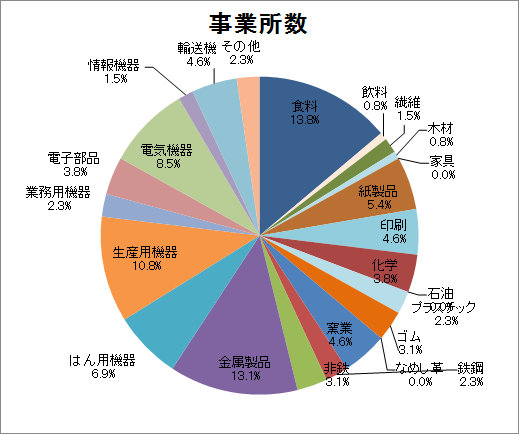 事業所数
食料
13.8%
飲料
0.8%
繊維
1.5%
木材
0.8%
家具
0.0%
紙製品
5.4%
印刷
4.6%
化学
3.8%
石油
0.0%
プラスチック
2.3%
ゴム
3.1%
なめし革
0.0%
窯業
4.6%
鉄鋼
2.3%
非鉄
3.1%
金属製品
13.1%
はん用機器
6.9%
生産用機器
10.8%
業務用機器
2.3%
電子部品
3.8%
電気機器
8.5%
情報機器
1.5%
輸送機
4.6%
その他
2.3%